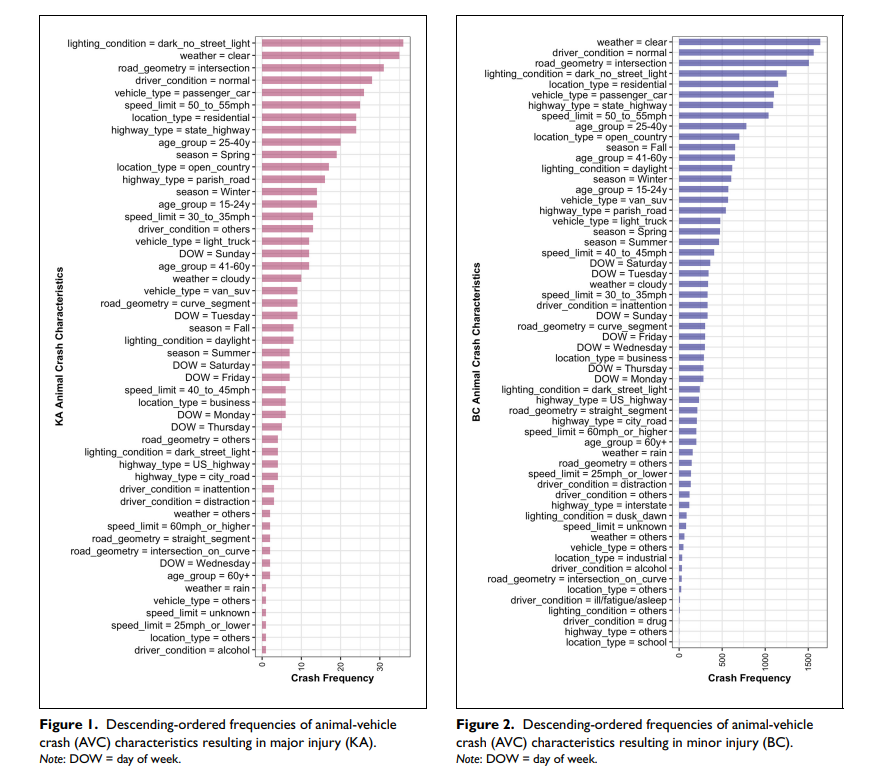 lighting_condition = dark_no_street_light
weather = clear
road_geometry = intersection
driver_condition = normal
vehicle_type = passenger_car
speed_limit = 50_to_55mph
location_type = residential
highway_type = state_highway
age_group = 25-40y
season = Spring
location_type = open_country
highway_type = parish_road
season = Winter
age_group = 15-24y
speed_limit = 30_to_35mph
driver_condition = others
vehicle_type = light_truck
DOW = Sunday
age_group = 41-60y
weather = cloudy
vehicle_type = van_suv
road_geometry = curve_segment
DOW = Tuesday
season = Fall
lighting_condition = daylight
season = Summer
DOW = Saturday
DOW = Friday
speed_limit = 40_to_45mph
location_type = business
DOW = Monday
DOW = Thursday
road_geometry = others
lighting_condition = dark_street_light
highway_type = US_highway
highway_type = city_road
driver_condition = inattention
driver_condition = distraction
weather = others
speed_limit = 60mph_or_higher
road_geometry = straight_segment
road_geometry = intersection_on_curve
DOW = Wednesday
age_group = 60y+
weather = rain
vehicle_type = others
speed_limit = unknown
speed_limit = 25mph_or_lower
location_type = others
driver_condition = alcohol
KA Animal Crash Characteristics
0 10 20 30
Crash Frequency
Figure 1. Descending-ordered frequencies of animal-vehicle
crash (AVC) characteristics resulting in major injury (KA).
Note: DOW = day of week.
weather = clear
driver_condition = normal
road_geometry = intersection
lighting_condition = dark_no_street_light
location_type = residential
vehicle_type = passenger_car
highway_type = state_highway
speed_limit = 50_to_55mph
age_group = 25-40y
location_type = open_country
season = Fall
age_group = 41-60y
lighting_condition = daylight
season = Winter
age_group = 15-24y
vehicle_type = van_suv
highway_type = parish_road
vehicle_type = light_truck
season = Spring
season = Summer
speed_limit = 40_to_45mph
DOW = Saturday
DOW = Tuesday
weather = cloudy
speed_limit = 30_to_35mph
driver_condition = inattention
DOW = Sunday
road_geometry = curve_segment
DOW = Friday
DOW = Wednesday
location_type = business
DOW = Thursday
DOW = Monday
lighting_condition = dark_street_light
highway_type = US_highway
road_geometry = straight_segment
highway_type = city_road
speed_limit = 60mph_or_higher
age_group = 60y+
weather = rain
road_geometry = others
speed_limit = 25mph_or_lower
driver_condition = distraction
driver_condition = others
highway_type = interstate
lighting_condition = dusk_dawn
speed_limit = unknown
weather = others
vehicle_type = others
location_type = industrial
driver_condition = alcohol
road_geometry = intersection_on_curve
location_type = others
driver_condition = ill/fatigue/asleep
lighting_condition = others
driver_condition = drug
highway_type = others
location_type = school
BC Animal Crash Characteristics
0 500 1000 1500
Crash Frequency
Figure 2. Descending-ordered frequencies of animal-vehicle
crash (AVC) characteristics resulting in minor injury (BC).
Note: DOW = day of week.